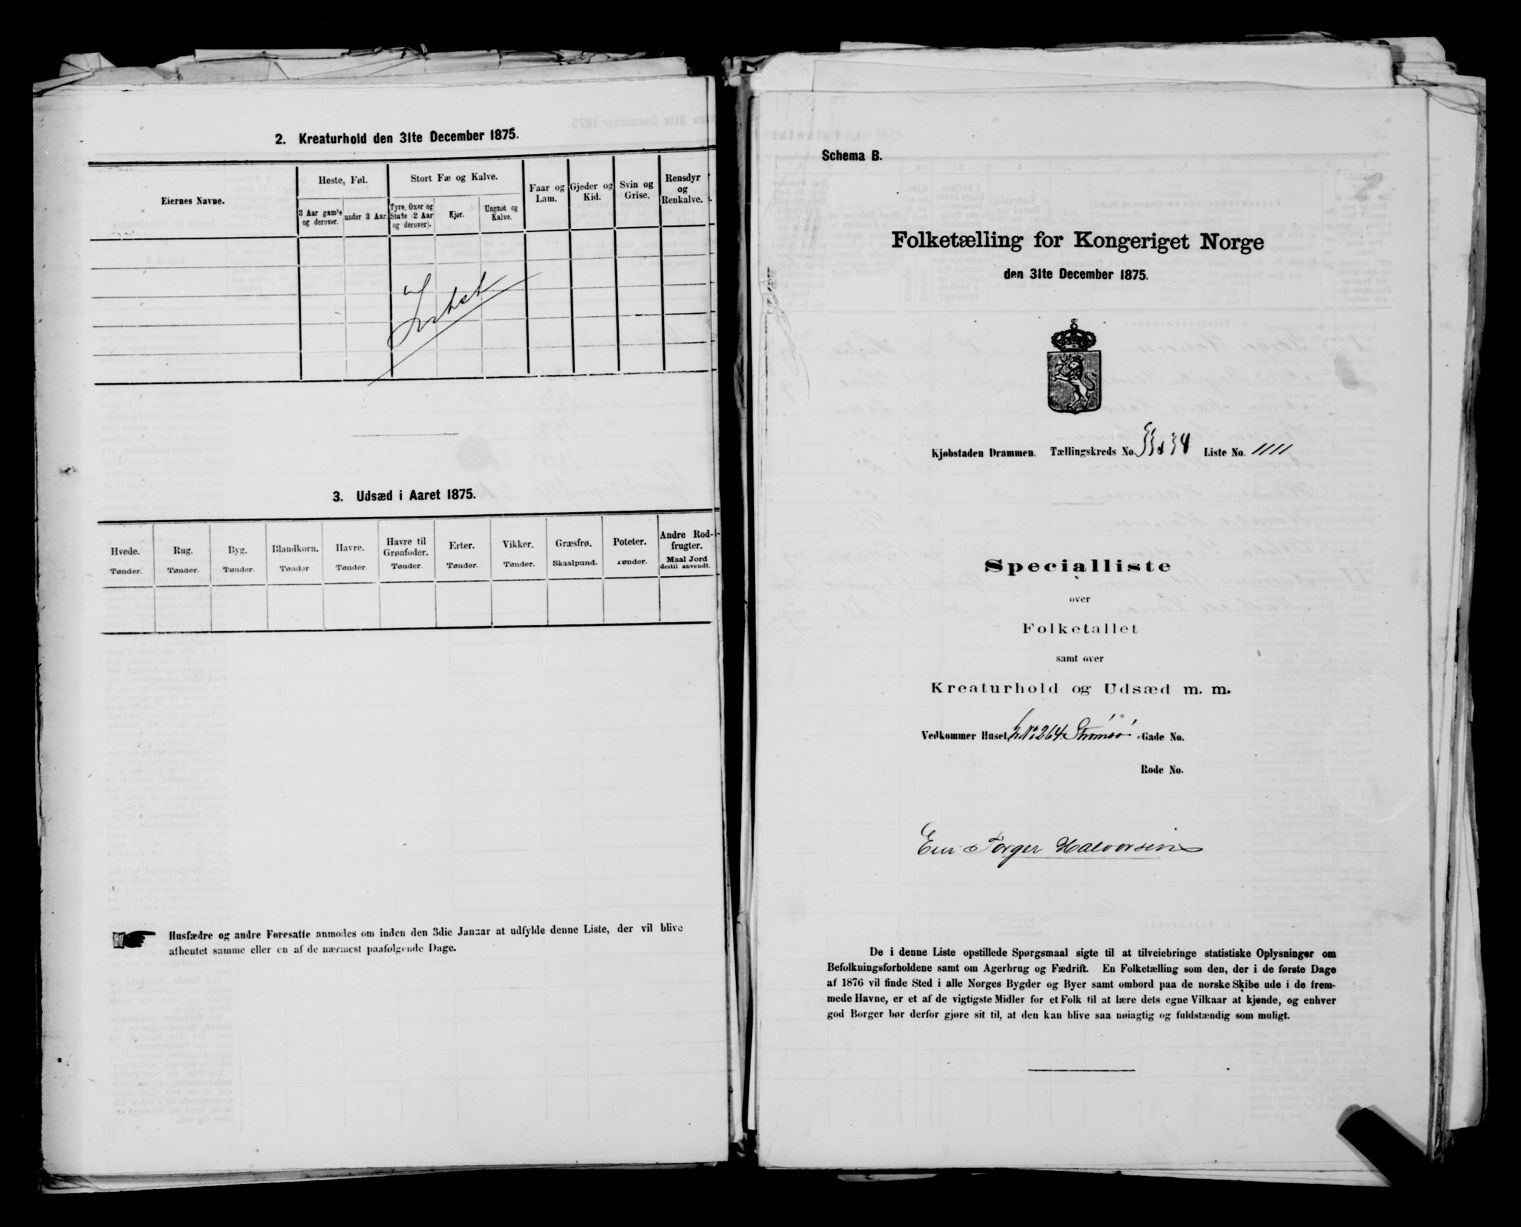 2. Kreaturhold den 31te December 1875.
Eiernes Navne.
Heste, Føl.
Stort Fæ og Kalve.
Faar og Lam.
Gjeder og Kid.
Svin og Grise.
Rensdyr og Renkalve.
3 Aar gamle og derover.
under 3 Aar.
Tyre, Oxer og Stute (2 Aar og derover).
Kjør.
Ungnøt og Kalve.
Intet
3. Udsæd i Aaret 1875.
Hvede. Rug. Byg. Blandkorn. Havre. Havre til Grønfoder. Erter. Vikker. Græsfrø. Poteter. Andre Rodfrugter.
Tønder. Tønder. Tønder. Tønder Tønder. Tønder. Tønder. Tønder. Skaalpund. Tønder. Maal Jord destil anvendt.
Husfædre og andre Foresatte anmodes om inden den 3die Januar at udfylde denne Liste, der vil blive
afhentet samme eller en af de nærmest paafølgende Dage.
Schema B.
Folketælling for Kongeriget Norge
den 31te December 1875.
Kjøbstaden Drammen. Tællingskreds No. Liste No.
Specialliste
over
Folketallet
samt over
Kreaturhold og Udsæd m. m.
Vedkommer Huset, No 264 Strømsø Gade No.
Rode No.
Eier Torger Halvorsen
De i denne Liste opstillede Spørgsmaal sigte til at tilveiebringe statistiske Oplysninger om
Befolkningsforholdene samt om Agerbrug og Fædrift. En Folketælling som den, der i de første Dage
af 1876 vil finde Sted i alle Norges Bygder og Byer samt ombord paa de norske Skibe ude i de frem-
mede Havne, er et af de vigtigste Midler for et Folk til at lære dets egne Vilkaar at kjende, og enhver
god Borger bør derfor gjøre sit til, at den kan blive saa nøiagtig og fuldstændig som muligt.